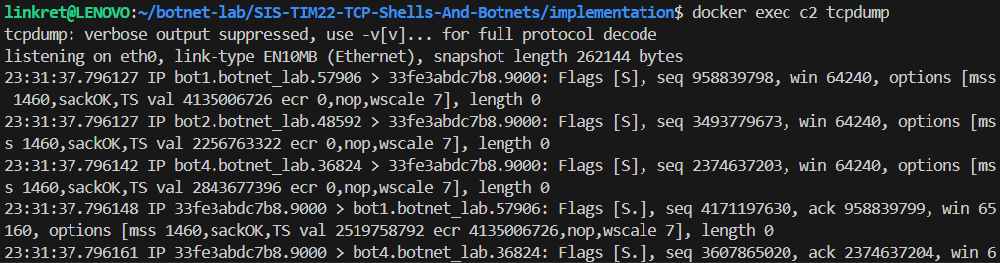 linkret@LENOVO:~/botnet-lab/SIS-TIM22-TCP-Shells-And-Botnets/implementation$ docker exec c2 tcpdump
tcpdump: verbose output suppressed, use -v[v]... for full protocol decode
listening on eth0, link-type EN10MB (Ethernet), snapshot length 262144 bytes
23:31:37.796127 IP bot1.botnet_lab.57906 > 33fe3abdc7b8.9000: Flags [S], seq 958839798, win 64240, options [mss
 1460,sackOK,TS val 4135006726 ecr 0,nop,wscale 7], length 0
23:31:37.796127 IP bot2.botnet_lab.48592 > 33fe3abdc7b8.9000: Flags [S], seq 3493779673, win 64240, options [ms
s 1460,sackOK,TS val 2256763322 ecr 0,nop,wscale 7], length 0
23:31:37.796142 IP bot4.botnet_lab.36824 > 33fe3abdc7b8.9000: Flags [S], seq 2374637203, win 64240, options [ms
s 1460,sackOK,TS val 2843677396 ecr 0,nop,wscale 7], length 0
23:31:37.796148 IP 33fe3abdc7b8.9000 > bot1.botnet_lab.57906: Flags [S.], seq 4171197630, ack 958839799, win 65
160, options [mss 1460,sackOK,TS val 2519758792 ecr 4135006726,nop,wscale 7], length 0
23:31:37.796161 IP 33fe3abdc7b8.9000 > bot4.botnet_lab.36824: Flags [S.], seq 3607865020, ack 2374637204, win 6